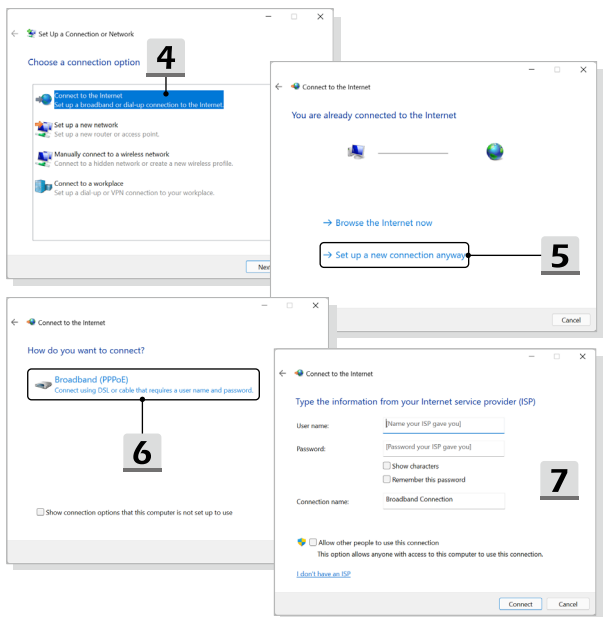 Set Up a Connection or Network
Choose a connection option
4
Connect to the Internet
Set up a broadband or dial-up connection to the Internet.
Set up a new network
Set up a new router or access point.
Manually connect to a wireless network
Connect to a hidden network or create a new wireless profile.
Connect to a workplace
Set up a dial-up or VPN connection to your workplace.
Nex
Connect to the Internet
You are already connected to the Internet
→ Browse the Internet now
→ Set up a new connection anyway
5
Cancel
Connect to the Internet
How do you want to connect?
Broadband (PPPoE)
Connect using DSL or cable that requires a user name and password.
6
Show connection options that this computer is not set up to use
Connect to the Internet
Type the information from your Internet service provider (ISP)
User name: [Name your ISP gave you]
Password: [Password your ISP gave you]
Show characters
Remember this password
7
Connection name: Broadband Connection
Allow other people to use this connection
This option allows anyone with access to this computer to use this connection.
I don't have an ISP
Connect Cancel